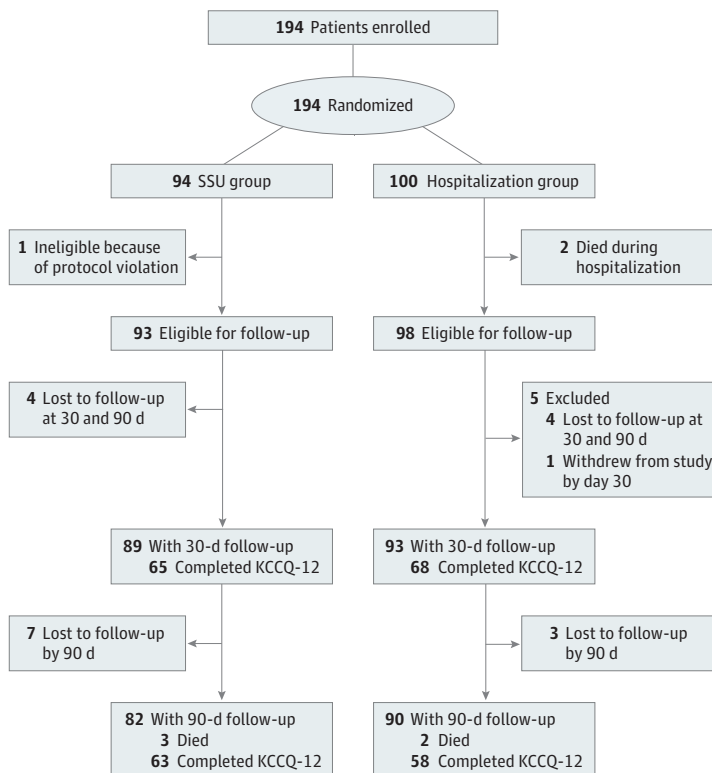 194 Patients enrolled
194 Randomized
94 SSU group
100 Hospitalization group
1 Ineligible because
of protocol violation
2 Died during
hospitalization
93 Eligible for follow-up
98 Eligible for follow-up
4 Lost to follow-up
at 30 and 90 d
5 Excluded
4 Lost to follow-up at
30 and 90 d
1 Withdrew from study
by day 30
89 With 30-d follow-up
65 Completed KCCQ-12
93 With 30-d follow-up
68 Completed KCCQ-12
7 Lost to follow-up
by 90 d
3 Lost to follow-up
by 90 d
82 With 90-d follow-up
3 Died
63 Completed KCCQ-12
90 With 90-d follow-up
2 Died
58 Completed KCCQ-12